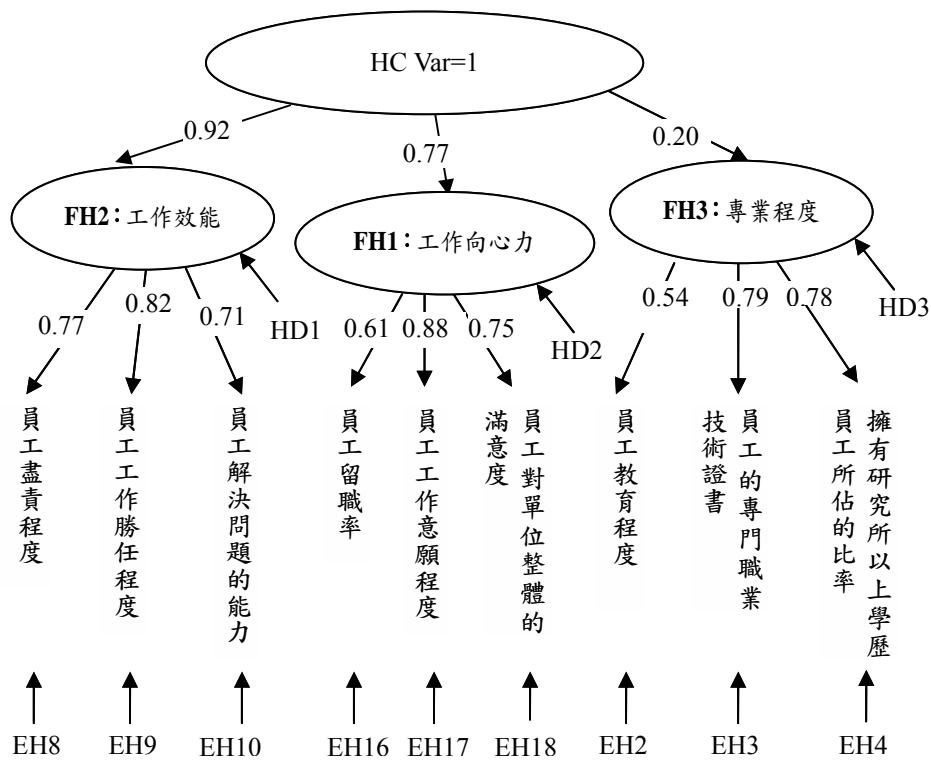 HC Var=1
0.92
0.77
0.20
FH2：工作效能
FH1：工作向心力
FH3：專業程度
0.77
0.82
0.71
HD1
0.61
0.88
0.75
HD2
0.54
0.79
0.78
HD3
員工盡責程度
員工工作勝任程度
員工解決問題的能力
員工留職率
員工工作意願程度
員工對單位整體的
滿意度
員工教育程度
員工的專門職業
技術證書
擁有研究所以上學歷
員工所佔的比率
EH8
EH9
EH10
EH16
EH17
EH18
EH2
EH3
EH4